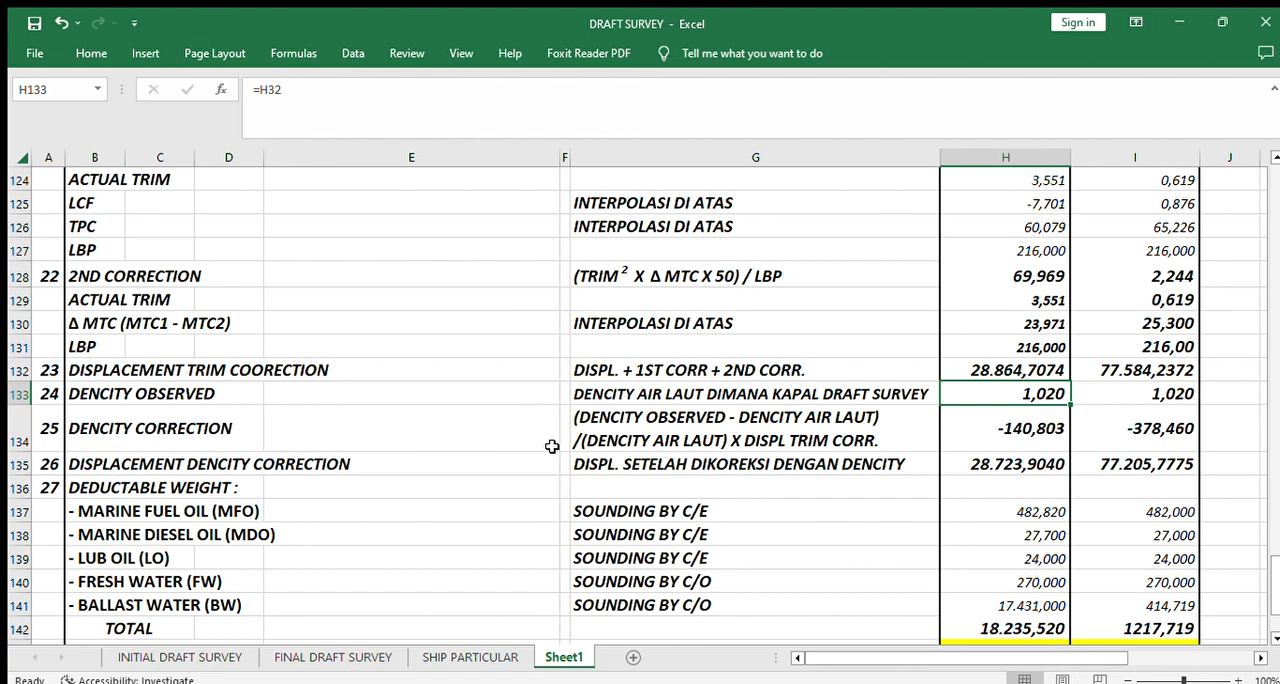 DRAFT SURVEY - Excel
Sign in
File Home Insert Page Layout Formulas Data Review View Help Foxit Reader PDF Tell me what you want to do
H133 fx =H32
A B C D E F G H I J
124 ACTUAL TRIM 3,551 0,619
125 LCF INTERPOLASI DI ATAS -7,701 0,876
126 TPC INTERPOLASI DI ATAS 60,079 65,226
127 LBP 216,000 216,000
128 22 2ND CORRECTION (TRIM² X Δ MTC X 50) / LBP 69,969 2,244
129 ACTUAL TRIM 3,551 0,619
130 Δ MTC (MTC1 - MTC2) INTERPOLASI DI ATAS 23,971 25,300
131 LBP 216,000 216,00
132 23 DISPLACEMENT TRIM COORECTION DISPL. + 1ST CORR + 2ND CORR. 28.864,7074 77.584,2372
133 24 DENCITY OBSERVED DENCITY AIR LAUT DIMANA KAPAL DRAFT SURVEY 1,020 1,020
(DENCITY OBSERVED - DENCITY AIR LAUT)
134 25 DENCITY CORRECTION /(DENCITY AIR LAUT) X DISPL TRIM CORR. -140,803 -378,460
135 26 DISPLACEMENT DENCITY CORRECTION DISPL. SETELAH DIKOREKSI DENGAN DENCITY 28.723,9040 77.205,7775
136 27 DEDUCTABLE WEIGHT :
137 - MARINE FUEL OIL (MFO) SOUNDING BY C/E 482,820 482,000
138 - MARINE DIESEL OIL (MDO) SOUNDING BY C/E 27,700 27,000
139 - LUB OIL (LO) SOUNDING BY C/E 24,000 24,000
140 - FRESH WATER (FW) SOUNDING BY C/O 270,000 270,000
141 - BALLAST WATER (BW) SOUNDING BY C/O 17.431,000 414,719
142 TOTAL 18.235,520 1217,719
INITIAL DRAFT SURVEY FINAL DRAFT SURVEY SHIP PARTICULAR Sheet1
Ready Accessibility: Investigate 100%